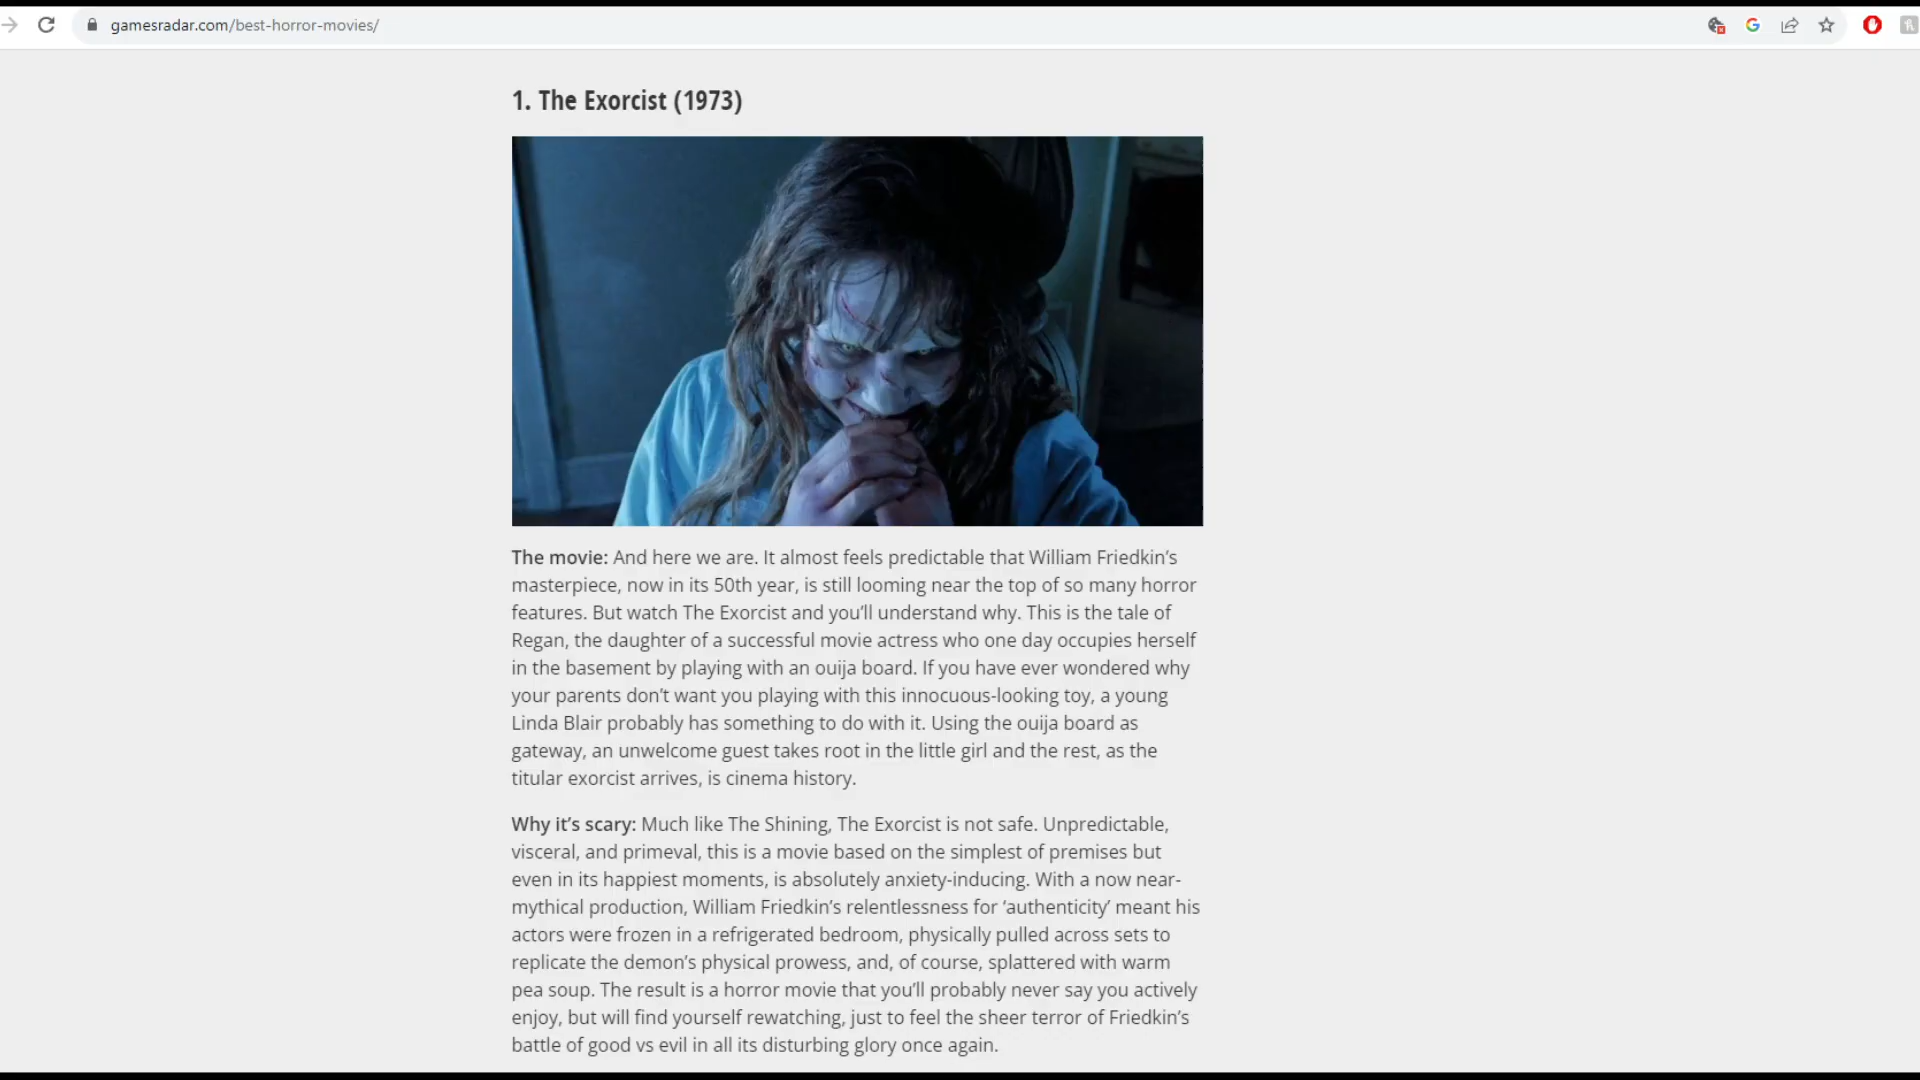 gamesradar.com/best-horror-movies/
1. The Exorcist (1973)
The movie: And here we are. It almost feels predictable that William Friedkin’s
masterpiece, now in its 50th year, is still looming near the top of so many horror
features. But watch The Exorcist and you’ll understand why. This is the tale of
Regan, the daughter of a successful movie actress who one day occupies herself
in the basement by playing with an ouija board. If you have ever wondered why
your parents don’t want you playing with this innocuous-looking toy, a young
Linda Blair probably has something to do with it. Using the ouija board as
gateway, an unwelcome guest takes root in the little girl and the rest, as the
titular exorcist arrives, is cinema history.
Why it’s scary: Much like The Shining, The Exorcist is not safe. Unpredictable,
visceral, and primeval, this is a movie based on the simplest of premises but
even in its happiest moments, is absolutely anxiety-inducing. With a now near-
mythical production, William Friedkin’s relentlessness for ‘authenticity’ meant his
actors were frozen in a refrigerated bedroom, physically pulled across sets to
replicate the demon’s physical prowess, and, of course, splattered with warm
pea soup. The result is a horror movie that you’ll probably never say you actively
enjoy, but will find yourself rewatching, just to feel the sheer terror of Friedkin’s
battle of good vs evil in all its disturbing glory once again.